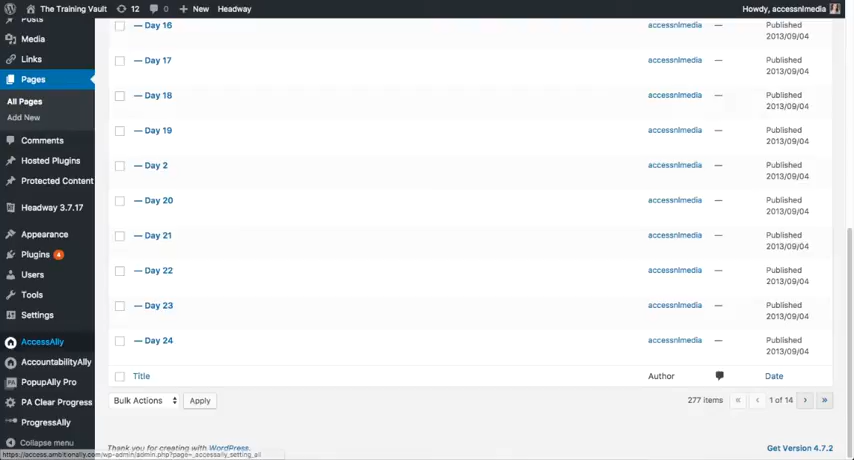 The Training Vault 12 0 New Headway Howdy, accessnlmedia
Posts
Media
Links
Pages
All Pages
Add New
Comments
Hosted Plugins
Protected Content
Headway 3.7.17
Appearance
Plugins 4
Users
Tools
Settings
AccessAlly
AccountabilityAlly
PA PopupAlly Pro
PA Clear Progress
ProgressAlly
Collapse menu
— Day 16 accessnlmedia — Published
2013/09/04
— Day 17 accessnlmedia — Published
2013/09/04
— Day 18 accessnlmedia — Published
2013/09/04
— Day 19 accessnlmedia — Published
2013/09/04
— Day 2 accessnlmedia — Published
2013/09/04
— Day 20 accessnlmedia — Published
2013/09/04
— Day 21 accessnlmedia — Published
2013/09/04
— Day 22 accessnlmedia — Published
2013/09/04
— Day 23 accessnlmedia — Published
2013/09/04
— Day 24 accessnlmedia — Published
2013/09/04
Title Author Date
Bulk Actions Apply 277 items « ‹ 1 of 14 › »
Thank you for creating with WordPress. Get Version 4.7.2
https://access.ambitionally.com/wp-admin/admin.php?page=_accessally_setting_all